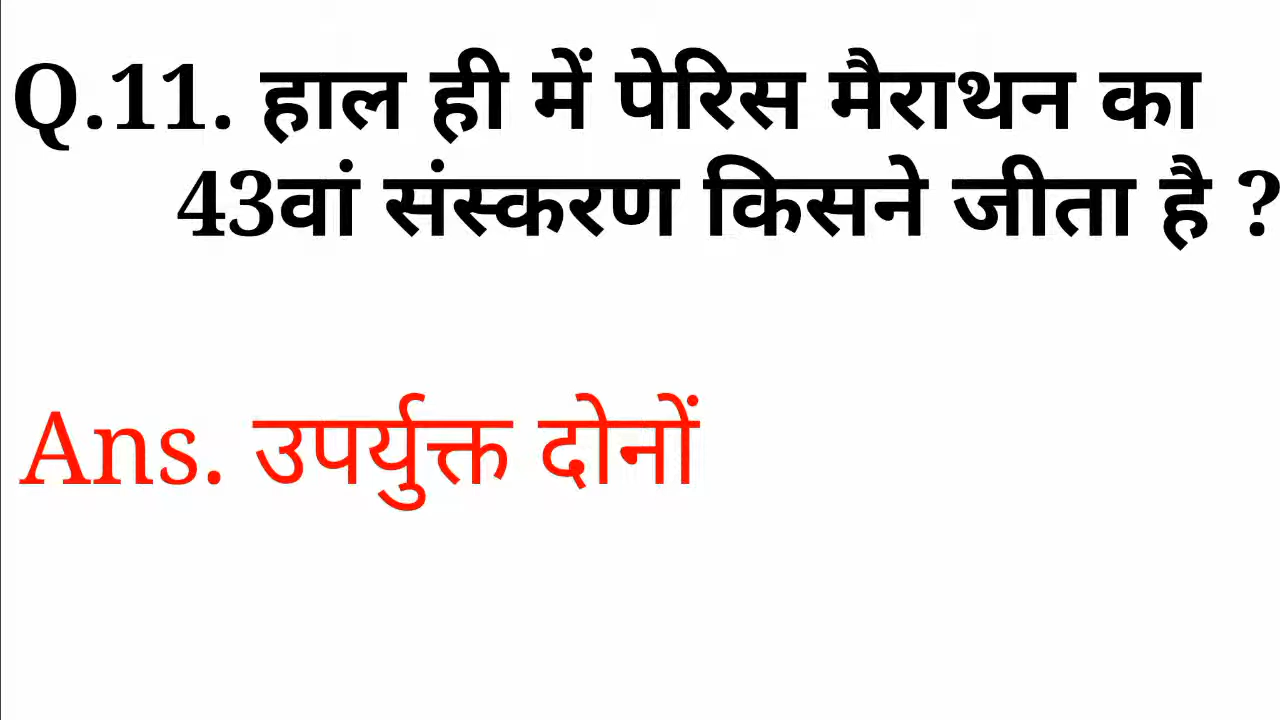 Q.11. हाल ही में पेरिस मैराथन का
43वां संस्करण किसने जीता है ?
Ans. उपर्युक्त दोनों